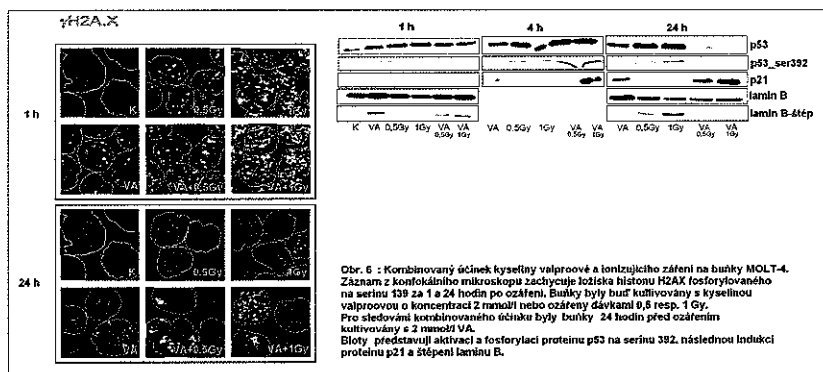 γH2A.X
1 h
K
0.5Gy
1Gy
VA
VA+0.5Gy
VA+1Gy
24 h
K
0.5Gy
1Gy
VA
VA+0.5Gy
VA+1Gy
1 h
4 h
24 h
p53
p53_ser392
p21
lamin B
lamin B-štěp
K VA 0,5Gy 1Gy VA 0,5Gy VA 1Gy
VA 0,5Gy 1Gy VA 0,5Gy VA 1Gy
VA 0,5Gy 1Gy VA 0,5Gy VA 1Gy
Obr. 6 : Kombinovaný účinek kyseliny valproové a ionizujícího záření na buňky MOLT-4.
Záznam z konfokálního mikroskopu zachycuje ložiska histonu H2AX fosforylovaného
na serinu 139 za 1 a 24 hodin po ozáření. Buňky byly buď kultivovány s kyselinou
valproovou o koncentraci 2 mmol/l nebo ozářeny dávkami 0,5 resp. 1 Gy.
Pro sledování kombinovaného účinku byly buňky 24 hodin před ozářením
kultivovány s 2 mmol/l VA.
Bloty představují aktivaci a fosforylaci proteinu p53 na serinu 392, následnou indukci
proteinu p21 a štěpení laminu B.